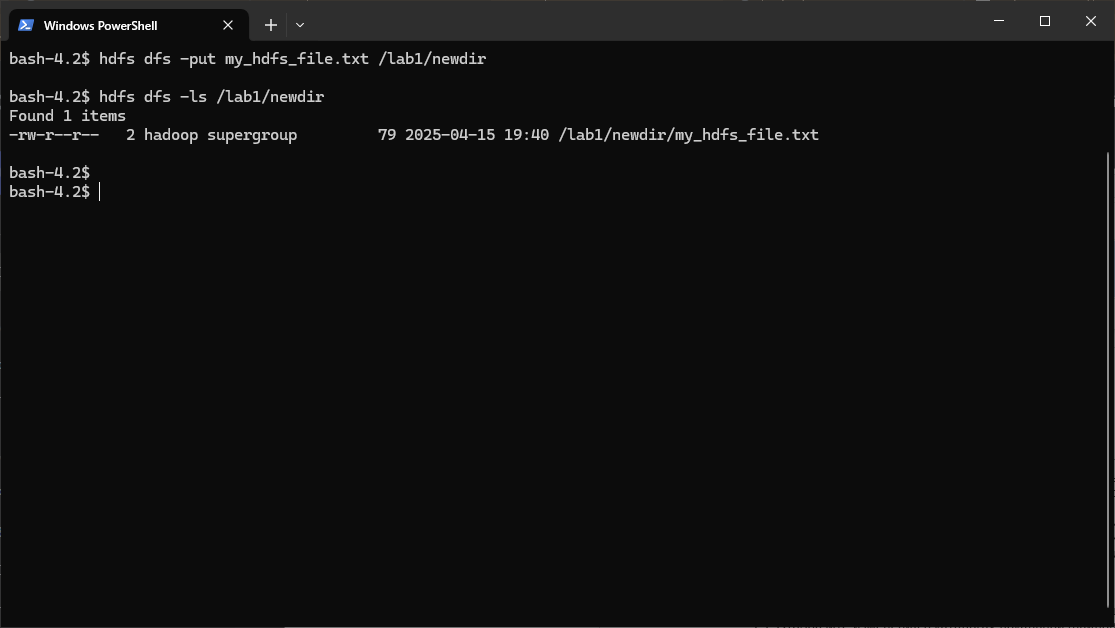 Windows PowerShell
bash-4.2$ hdfs dfs -put my_hdfs_file.txt /lab1/newdir
bash-4.2$ hdfs dfs -ls /lab1/newdir
Found 1 items
-rw-r--r--   2 hadoop supergroup         79 2025-04-15 19:40 /lab1/newdir/my_hdfs_file.txt
bash-4.2$
bash-4.2$